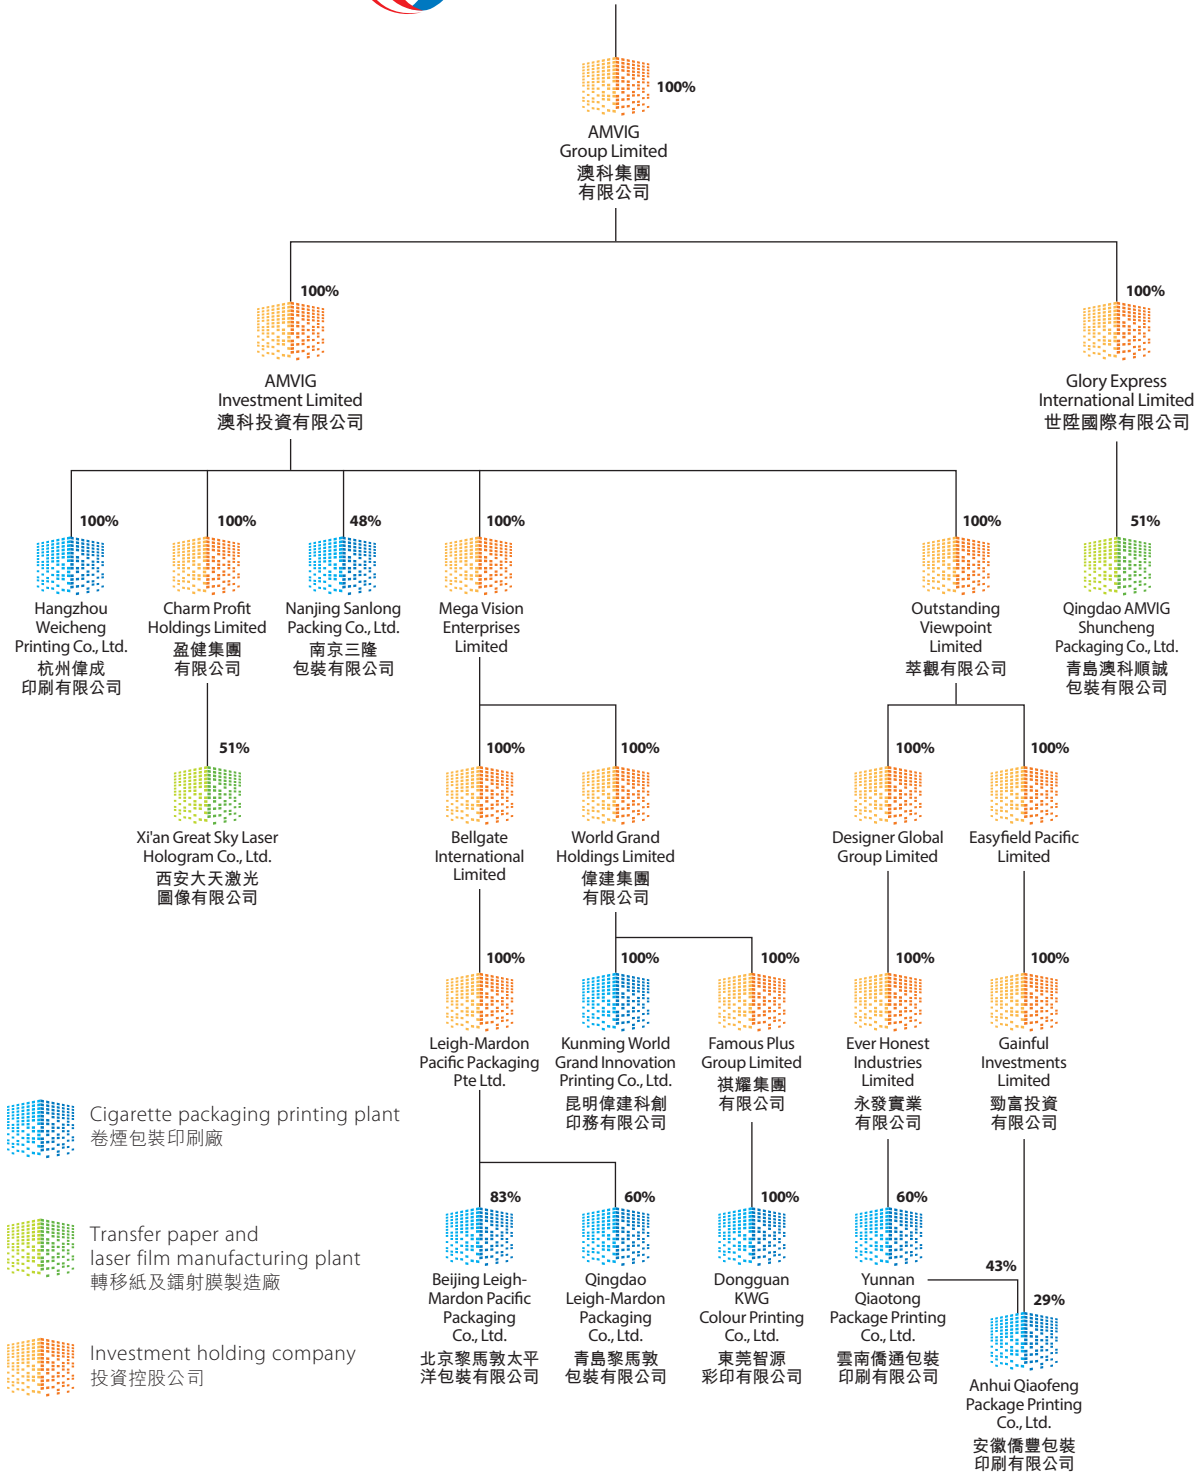 100%
AMVIG
Group Limited
澳科集團
有限公司
100%
100%
AMVIG
Investment Limited
澳科投資有限公司
Glory Express
International Limited
世陞國際有限公司
100%
100%
48%
100%
100%
51%
Hangzhou
Weicheng
Printing Co., Ltd.
杭州偉成
印刷有限公司
Charm Profit
Holdings Limited
盈健集團
有限公司
Nanjing Sanlong
Packing Co., Ltd.
南京三隆
包裝有限公司
Mega Vision
Enterprises
Limited
Outstanding
Viewpoint
Limited
萃觀有限公司
Qingdao AMVIG
Shuncheng
Packaging Co., Ltd.
青島澳科順誠
包裝有限公司
51%
100%
100%
100%
100%
Xi'an Great Sky Laser
Hologram Co., Ltd.
西安大天激光
圖像有限公司
Bellgate
International
Limited
World Grand
Holdings Limited
偉建集團
有限公司
Designer Global
Group Limited
Easyfield Pacific
Limited
100%
100%
100%
100%
100%
Leigh-Mardon
Pacific Packaging
Pte Ltd.
Kunming World
Grand Innovation
Printing Co., Ltd.
昆明偉建科創
印務有限公司
Famous Plus
Group Limited
祺耀集團
有限公司
Ever Honest
Industries
Limited
永發實業
有限公司
Gainful
Investments
Limited
勁富投資
有限公司
Cigarette packaging printing plant
卷煙包裝印刷廠
83%
60%
100%
60%
Transfer paper and
laser film manufacturing plant
轉移紙及鐳射膜製造廠
Beijing Leigh-
Mardon Pacific
Packaging
Co., Ltd.
北京黎馬敦太平
洋包裝有限公司
Qingdao
Leigh-Mardon
Packaging
Co., Ltd.
青島黎馬敦
包裝有限公司
Dongguan
KWG
Colour Printing
Co., Ltd.
東莞智源
彩印有限公司
Yunnan
Qiaotong
Package Printing
Co., Ltd.
雲南僑通包裝
印刷有限公司
43%
29%
Investment holding company
投資控股公司
Anhui Qiaofeng
Package Printing
Co., Ltd.
安徽僑豐包裝
印刷有限公司